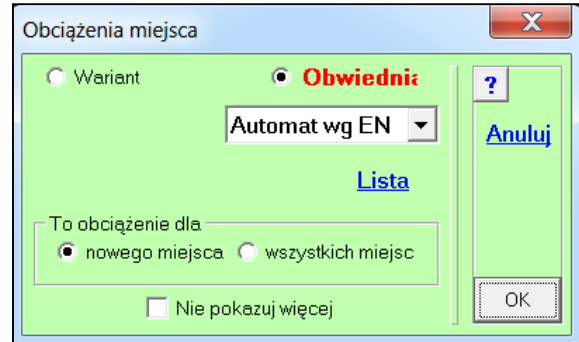 Obciążenia miejsca
Wariant Obwiednia
?
Automat wg EN
Anuluj
Lista
To obciążenie dla
nowego miejsca wszystkich miejsc
Nie pokazuj więcej
OK